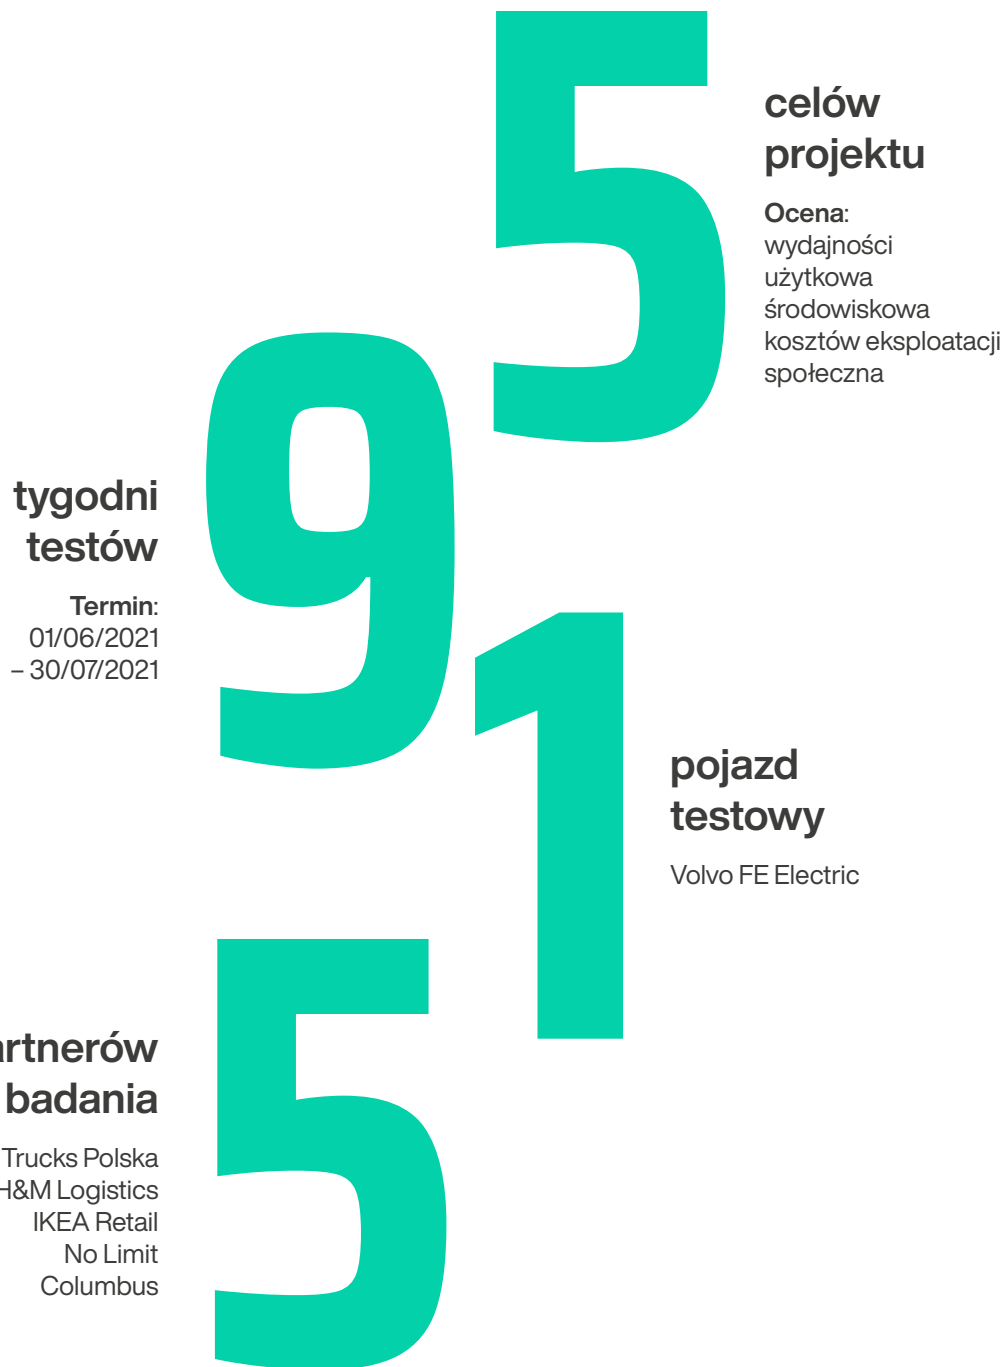 5
celów
projektu
Ocena:
wydajności
użytkowa
środowiskowa
kosztów eksploatacji
społeczna
9
tygodni
testów
Termin:
01/06/2021
– 30/07/2021
1
pojazd
testowy
Volvo FE Electric
5
artnerów
badania
Trucks Polska
H&M Logistics
IKEA Retail
No Limit
Columbus